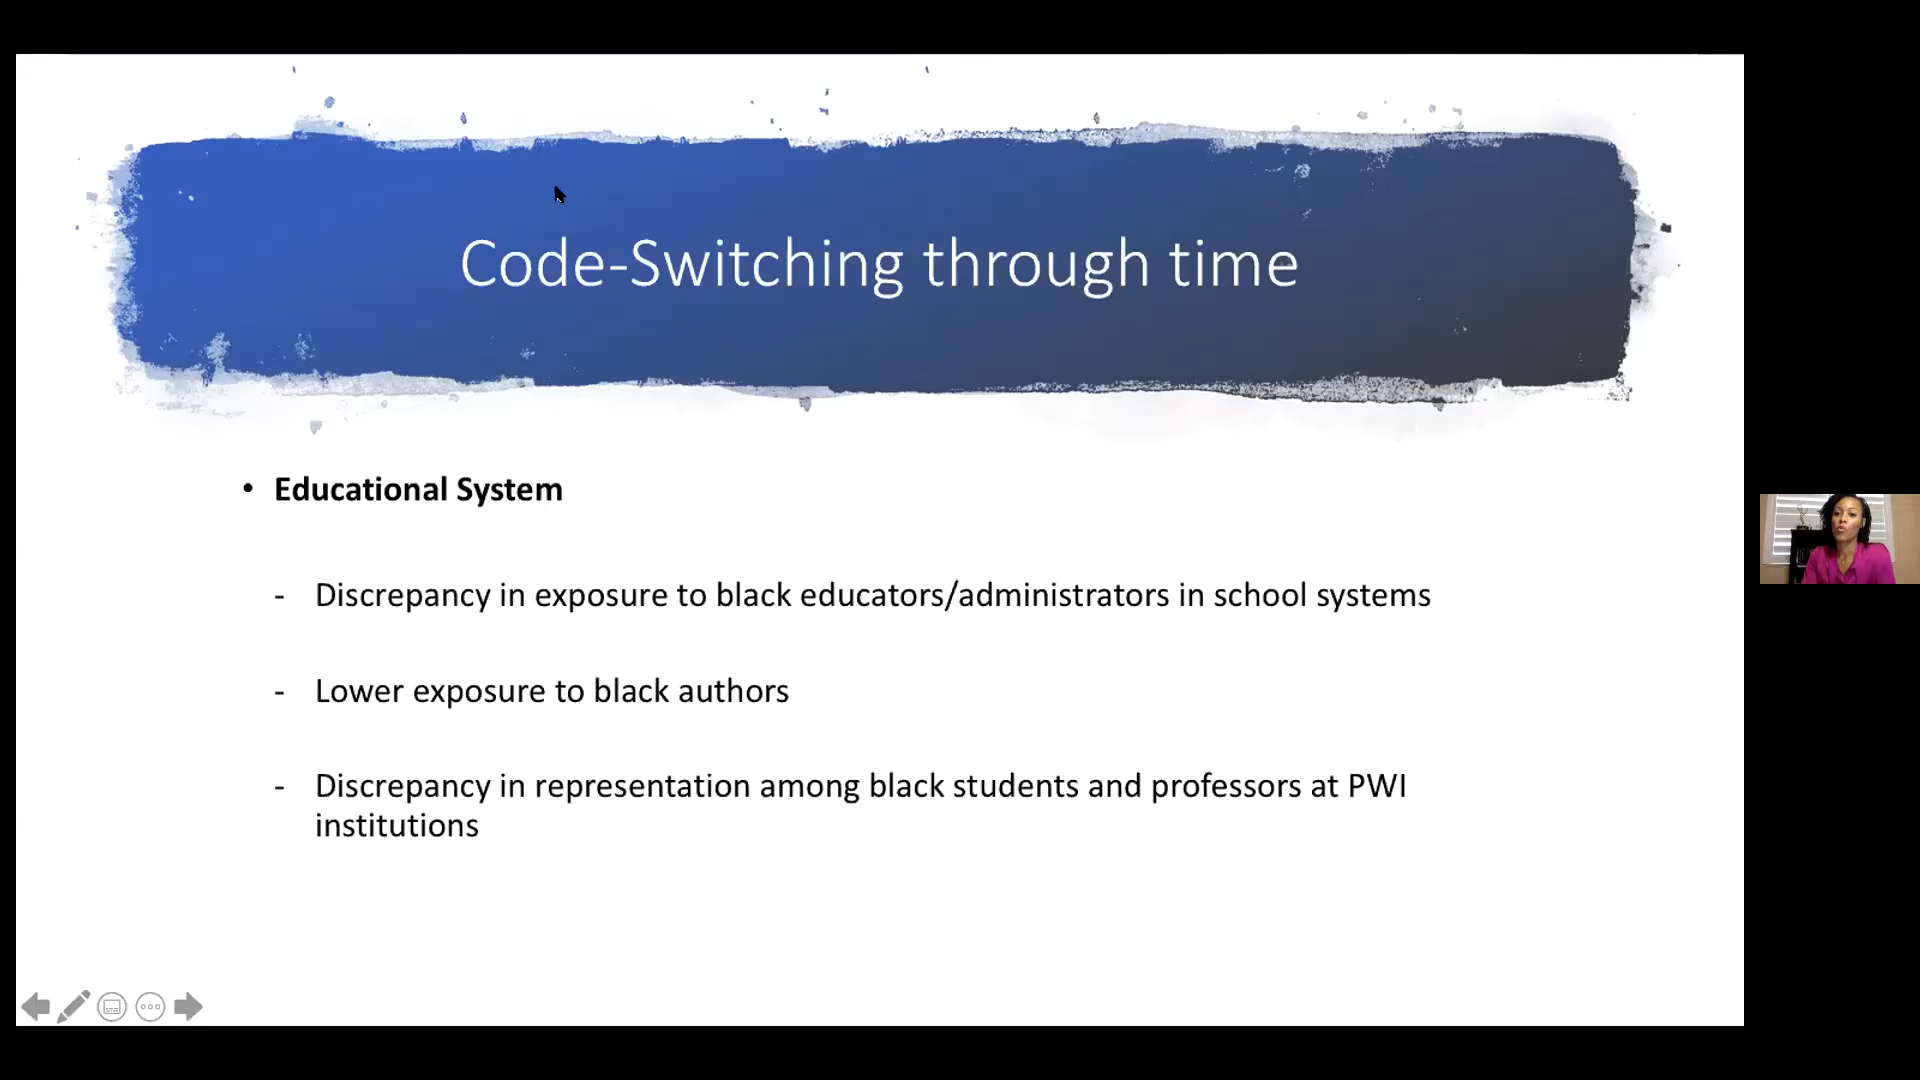 Code-Switching through time
• Educational System
- Discrepancy in exposure to black educators/administrators in school systems
- Lower exposure to black authors
- Discrepancy in representation among black students and professors at PWI
institutions